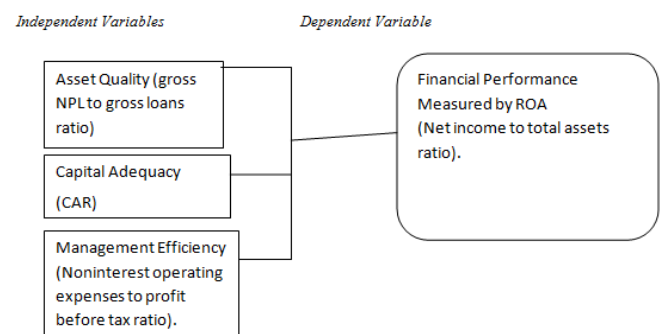 Independent Variables
Dependent Variable
Asset Quality (gross
NPL to gross loans
ratio)
Capital Adequacy
(CAR)
Management Efficiency
(Noninterest operating
expenses to profit
before tax ratio).
Financial Performance
Measured by ROA
(Net income to total assets
ratio).